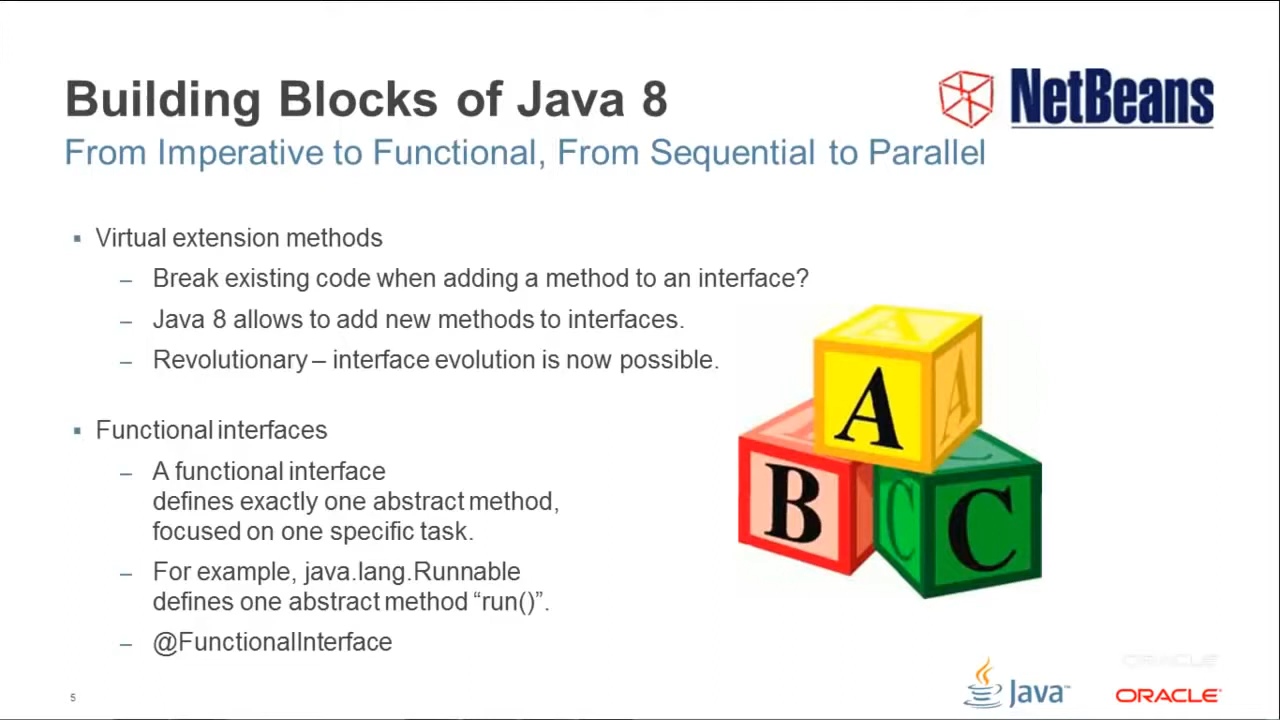 Building Blocks of Java 8
NetBeans
From Imperative to Functional, From Sequential to Parallel
▪ Virtual extension methods
– Break existing code when adding a method to an interface?
– Java 8 allows to add new methods to interfaces.
– Revolutionary – interface evolution is now possible.
▪ Functional interfaces
– A functional interface
defines exactly one abstract method,
focused on one specific task.
– For example, java.lang.Runnable
defines one abstract method “run()”.
– @FunctionalInterface
A
A
B
C
C
C
ORACLE
5
Java™
ORACLE